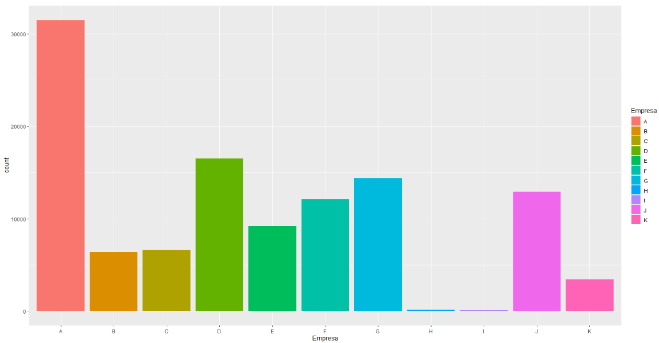 count
30000
20000
10000
0
A B C D E F G H I J K
Empresa
Empresa
A
B
C
D
E
F
G
H
I
J
K